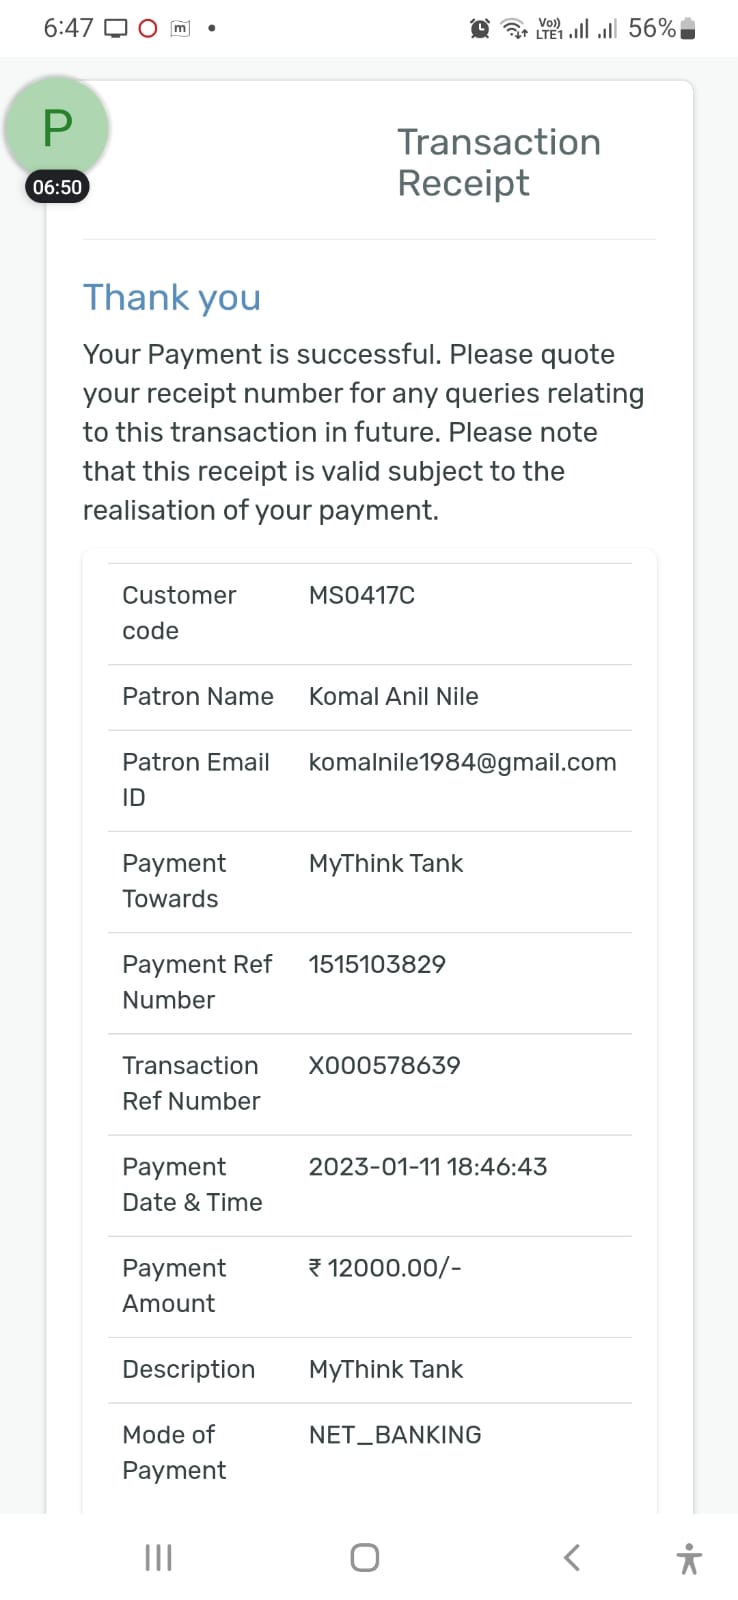 6:47 m Vo)) LTE1 56%
P
06:50
Transaction
Receipt
Thank you
Your Payment is successful. Please quote
your receipt number for any queries relating
to this transaction in future. Please note
that this receipt is valid subject to the
realisation of your payment.
Customer code MS0417C
Patron Name Komal Anil Nile
Patron Email ID komalnile1984@gmail.com
Payment Towards MyThink Tank
Payment Ref Number 1515103829
Transaction Ref Number X000578639
Payment Date & Time 2023-01-11 18:46:43
Payment Amount ₹ 12000.00/-
Description MyThink Tank
Mode of Payment NET_BANKING